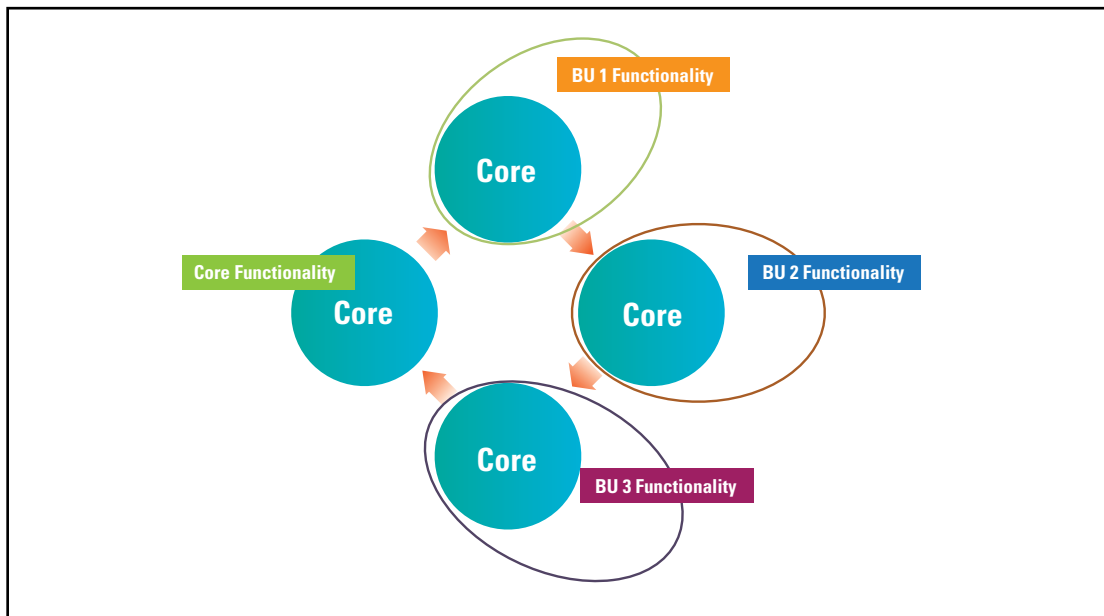 BU 1 Functionality
Core
Core Functionality
Core
BU 2 Functionality
Core
Core
BU 3 Functionality